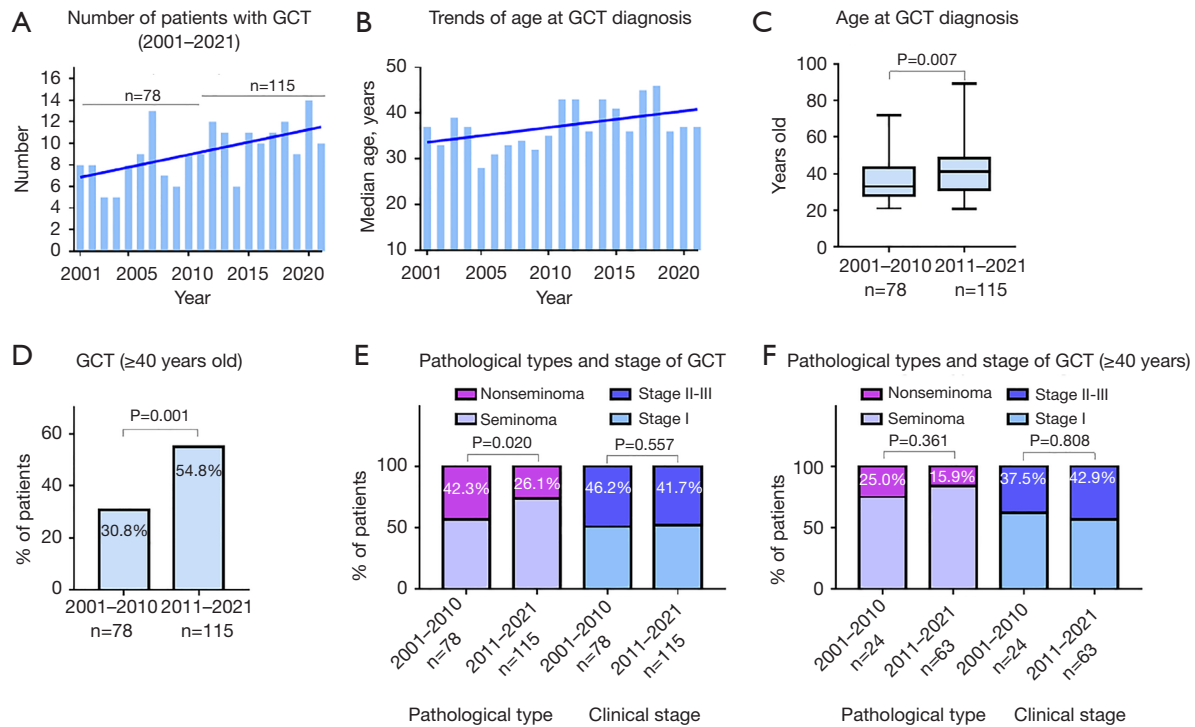 A
Number of patients with GCT
(2001–2021)
n=78
n=115
16
14
12
10
8
6
4
2
0
Number
2001
2005
2010
2015
2020
Year
B
Trends of age at GCT diagnosis
50
40
30
20
10
Median age, years
2001
2005
2010
2015
2020
Year
C
Age at GCT diagnosis
P=0.007
100
80
60
40
20
0
Years old
2001–2010
n=78
2011–2021
n=115
D
GCT (≥40 years old)
P=0.001
60
40
20
0
% of patients
30.8%
54.8%
2001–2010
n=78
2011–2021
n=115
E
Pathological types and stage of GCT
Nonseminoma
Stage II-III
Seminoma
Stage I
P=0.020
P=0.557
100
50
0
% of patients
42.3%
26.1%
46.2%
41.7%
2001–2010
n=78
2011–2021
n=115
2001–2010
n=78
2011–2021
n=115
Pathological type
Clinical stage
F
Pathological types and stage of GCT (≥40 years)
Nonseminoma
Stage II-III
Seminoma
Stage I
P=0.361
P=0.808
100
50
0
% of patients
25.0%
15.9%
37.5%
42.9%
2001–2010
n=24
2011–2021
n=63
2001–2010
n=24
2011–2021
n=63
Pathological type
Clinical stage